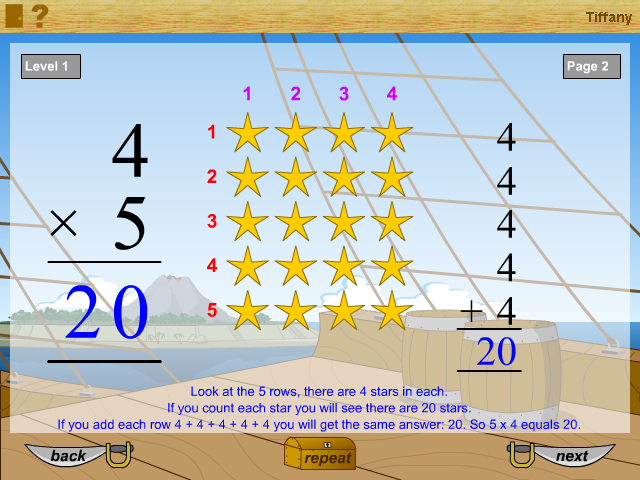 ?
Tiffany
Level 1
Page 2
1 2 3 4
1
2
3
4
5
4
× 5
20
4
4
4
4
+ 4
20
Look at the 5 rows, there are 4 stars in each.
If you count each star you will see there are 20 stars.
If you add each row 4 + 4 + 4 + 4 + 4 you will get the same answer: 20. So 5 x 4 equals 20.
back
repeat
next